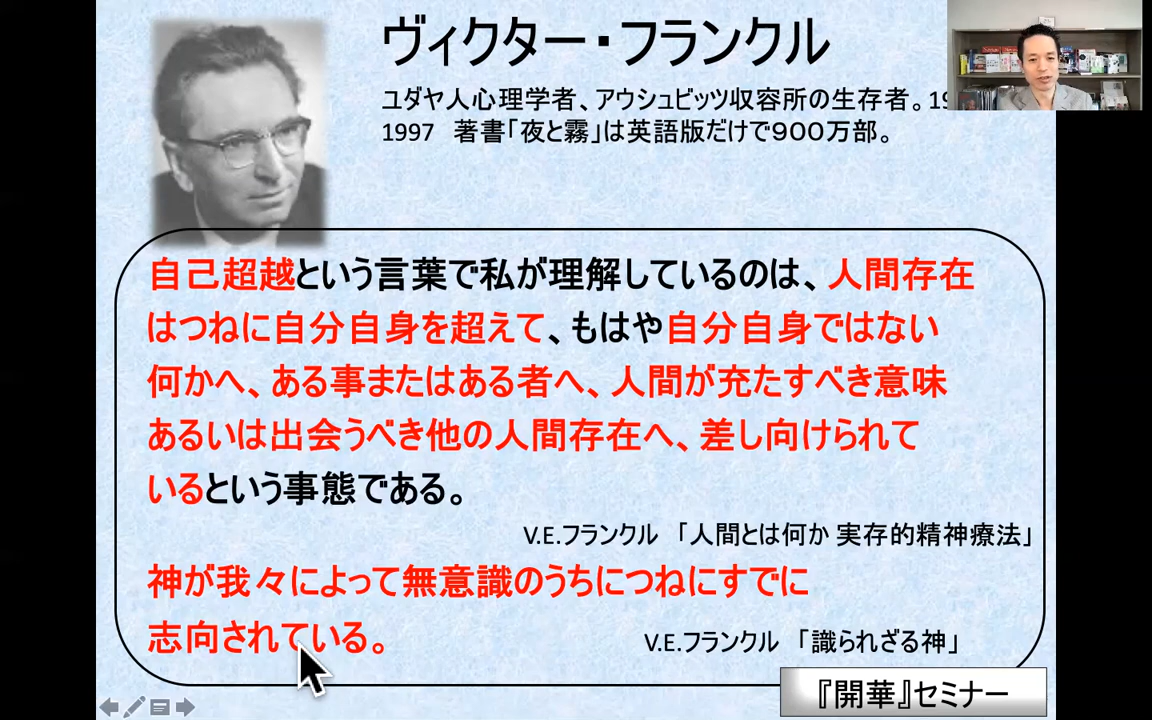 ヴィクター・フランクル
ユダヤ人心理学者、アウシュビッツ収容所の生存者。19
1997 著書「夜と霧」は英語版だけで900万部。
自己超越という言葉で私が理解しているのは、人間存在
はつねに自分自身を超えて、もはや自分自身ではない
何かへ、ある事またはある者へ、人間が充たすべき意味
あるいは出会うべき他の人間存在へ、差し向けられて
いるという事態である。
V.E.フランクル 「人間とは何か 実存的精神療法」
神が我々によって無意識のうちにつねにすでに
志向されている。
V.E.フランクル 「識られざる神」
『開華』セミナー